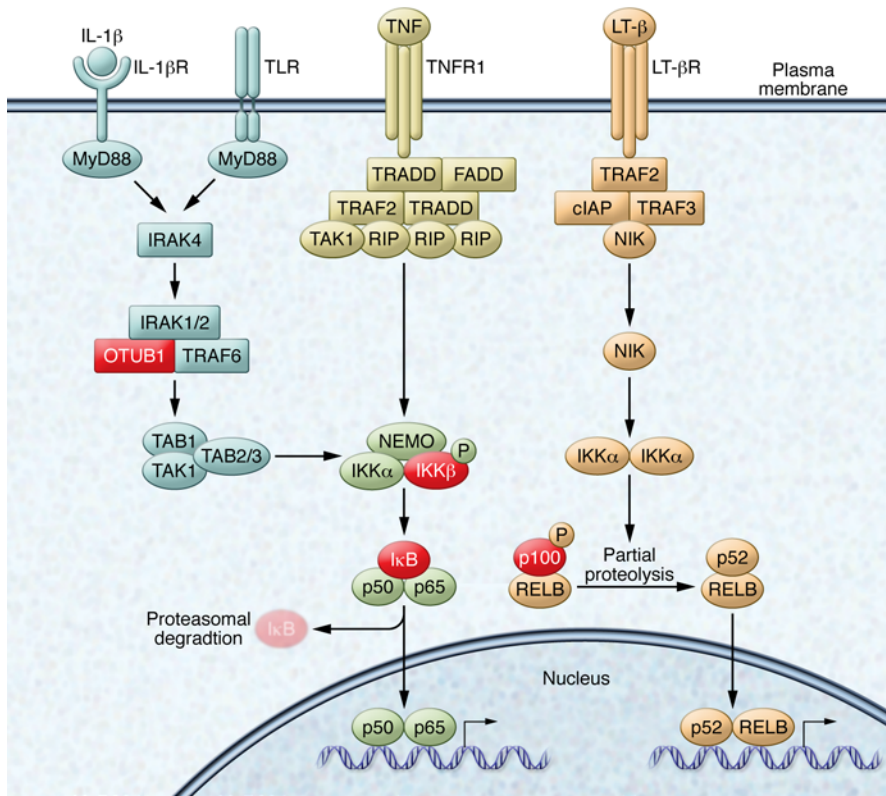 IL-1β
IL-1βR
TLR
TNF
TNFR1
LT-β
LT-βR
Plasma
membrane
MyD88
MyD88
TRADD
FADD
TRAF2
TRADD
TAK1
RIP
RIP
RIP
TRAF2
cIAP
TRAF3
NIK
IRAK4
IRAK1/2
OTUB1
TRAF6
NIK
TAB1
TAK1
TAB2/3
NEMO
IKKα
IKKβ
P
IKKα
IKKα
IκB
p50
p65
P
p100
RELB
Partial
proteolysis
p52
RELB
Proteasomal
degradtion
IκB
Nucleus
p50
p65
p52
RELB